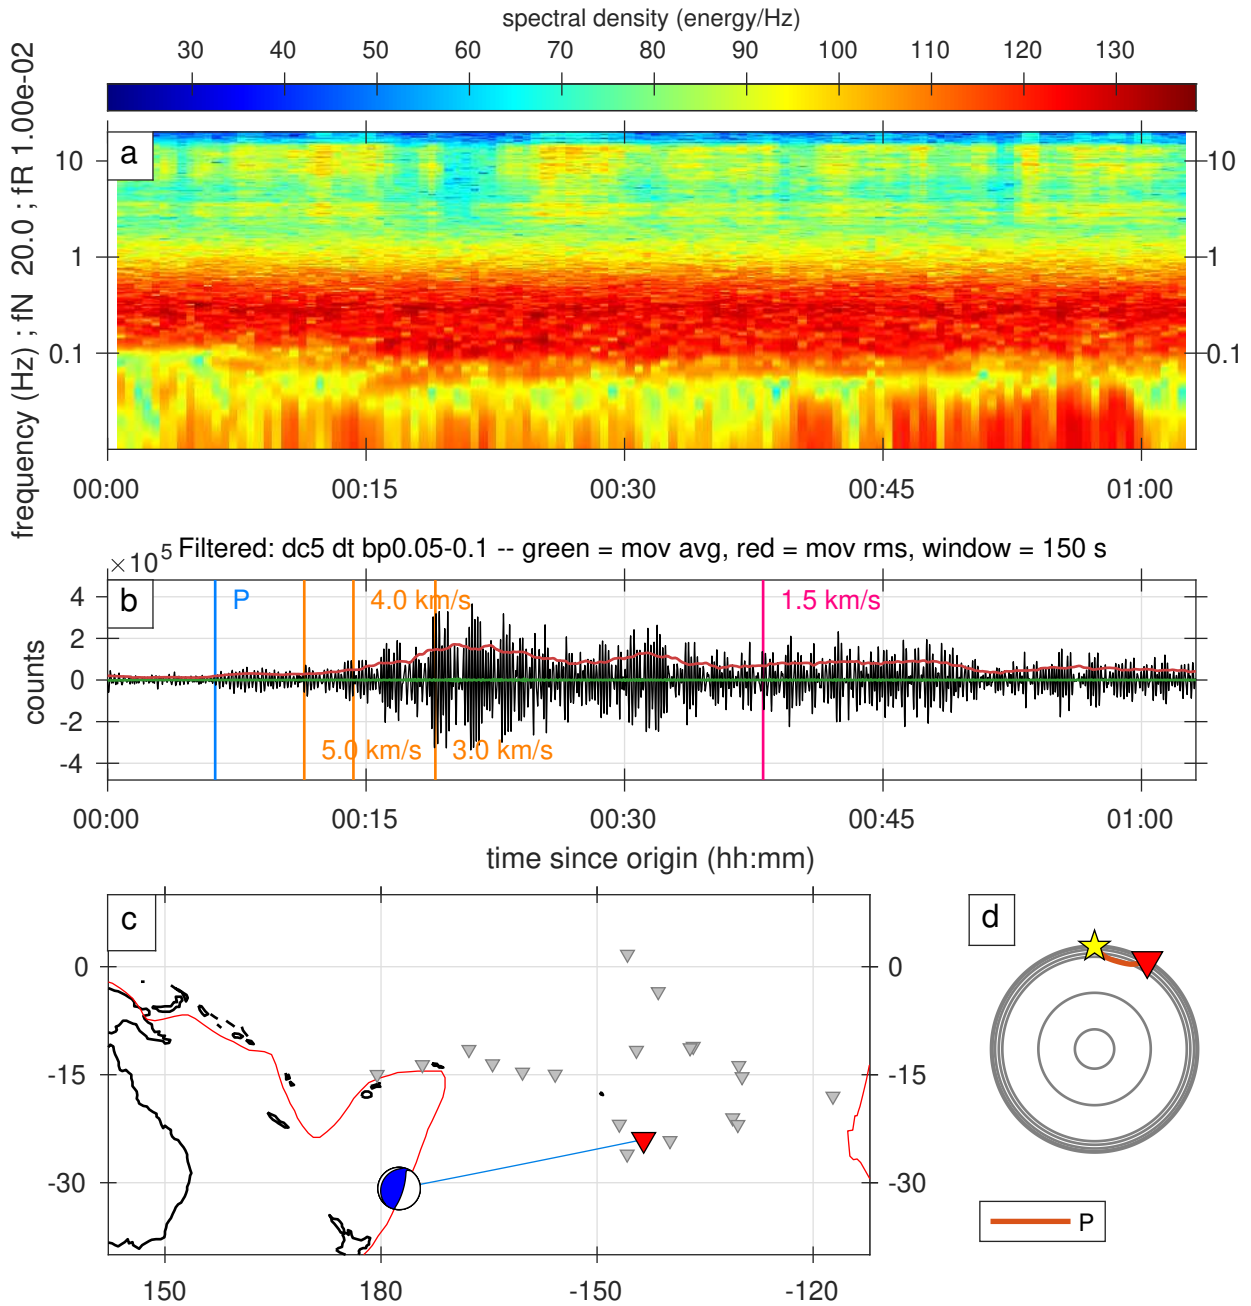 spectral density (energy/Hz)
30 40 50 60 70 80 90 100 110 120 130
frequency (Hz) ; fN 20.0 ; fR 1.00e-02
a
10 10
1 1
0.1 0.1
00:00 00:15 00:30 00:45 01:00
×10^5 Filtered: dc5 dt bp0.05-0.1 -- green = mov avg, red = mov rms, window = 150 s
b
P 4.0 km/s 1.5 km/s
5.0 km/s 3.0 km/s
counts
4
2
0
-2
-4
00:00 00:15 00:30 00:45 01:00
time since origin (hh:mm)
c
d
0 0
-15 -15
-30 -30
150 180 -150 -120
P